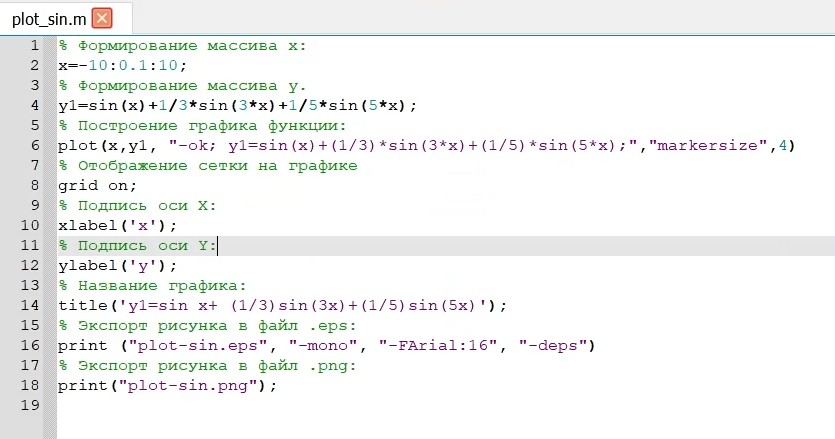 plot_sin.m
1 % Формирование массива x:
2 x=-10:0.1:10;
3 % Формирование массива y.
4 y1=sin(x)+1/3*sin(3*x)+1/5*sin(5*x);
5 % Построение графика функции:
6 plot(x,y1, "-ok; y1=sin(x)+(1/3)*sin(3*x)+(1/5)*sin(5*x);","markersize",4)
7 % Отображение сетки на графике
8 grid on;
9 % Подпись оси X:
10 xlabel('x');
11 % Подпись оси Y:
12 ylabel('y');
13 % Название графика:
14 title('y1=sin x+ (1/3)sin(3x)+(1/5)sin(5x)');
15 % Экспорт рисунка в файл .eps:
16 print ("plot-sin.eps", "-mono", "-FArial:16", "-deps")
17 % Экспорт рисунка в файл .png:
18 print("plot-sin.png");
19